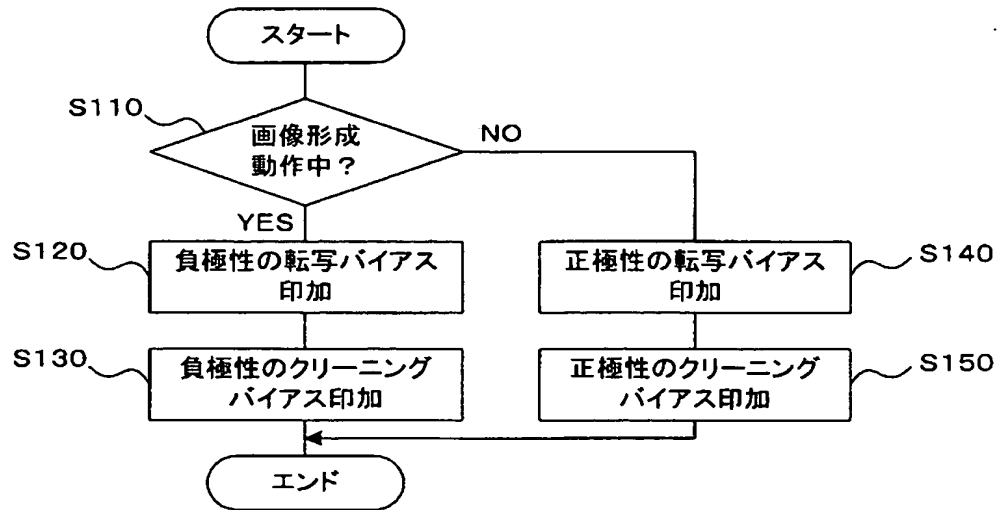 スタート
S110
画像形成
動作中？
NO
YES
S120
負極性の転写バイアス
印加
正極性の転写バイアス
印加
S140
S130
負極性のクリーニング
バイアス印加
正極性のクリーニング
バイアス印加
S150
エンド